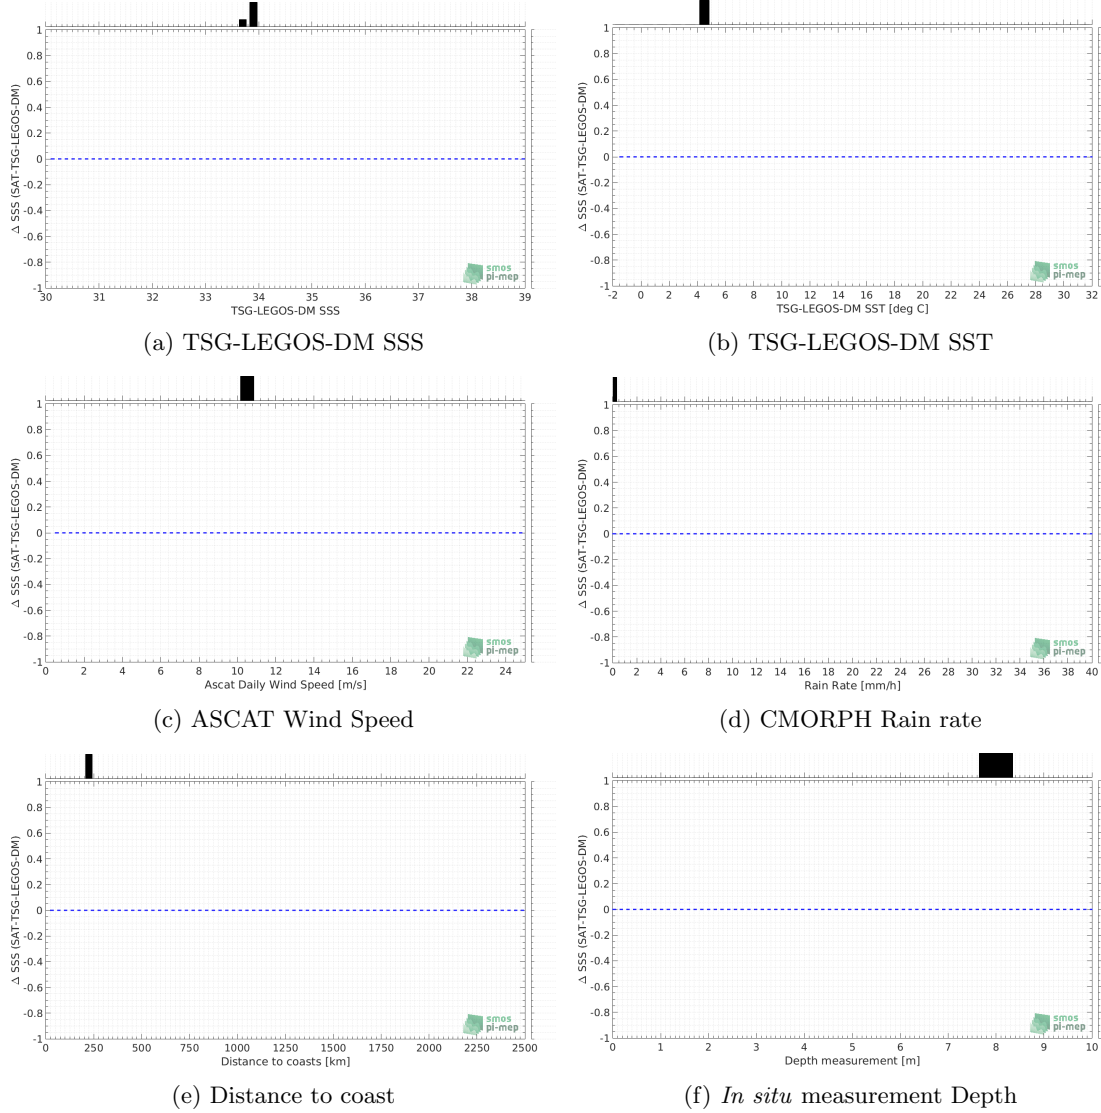 1
0.8
0.6
0.4
0.2
0
-0.2
-0.4
-0.6
-0.8
-1
Δ SSS (SAT-TSG-LEGOS-DM)
30 31 32 33 34 35 36 37 38 39
TSG-LEGOS-DM SSS
smos
pi-mep
(a) TSG-LEGOS-DM SSS
1
0.8
0.6
0.4
0.2
0
-0.2
-0.4
-0.6
-0.8
-1
Δ SSS (SAT-TSG-LEGOS-DM)
-2 0 2 4 6 8 10 12 14 16 18 20 22 24 26 28 30 32
TSG-LEGOS-DM SST [deg C]
smos
pi-mep
(b) TSG-LEGOS-DM SST
1
0.8
0.6
0.4
0.2
0
-0.2
-0.4
-0.6
-0.8
-1
Δ SSS (SAT-TSG-LEGOS-DM)
0 2 4 6 8 10 12 14 16 18 20 22 24
Ascat Daily Wind Speed [m/s]
smos
pi-mep
(c) ASCAT Wind Speed
1
0.8
0.6
0.4
0.2
0
-0.2
-0.4
-0.6
-0.8
-1
Δ SSS (SAT-TSG-LEGOS-DM)
0 2 4 6 8 10 12 14 16 18 20 22 24 26 28 30 32 34 36 38 40
Rain Rate [mm/h]
smos
pi-mep
(d) CMORPH Rain rate
1
0.8
0.6
0.4
0.2
0
-0.2
-0.4
-0.6
-0.8
-1
Δ SSS (SAT-TSG-LEGOS-DM)
0 250 500 750 1000 1250 1500 1750 2000 2250 2500
Distance to coasts [km]
smos
pi-mep
(e) Distance to coast
1
0.8
0.6
0.4
0.2
0
-0.2
-0.4
-0.6
-0.8
-1
Δ SSS (SAT-TSG-LEGOS-DM)
0 1 2 3 4 5 6 7 8 9 10
Depth measurement [m]
smos
pi-mep
(f) In situ measurement Depth